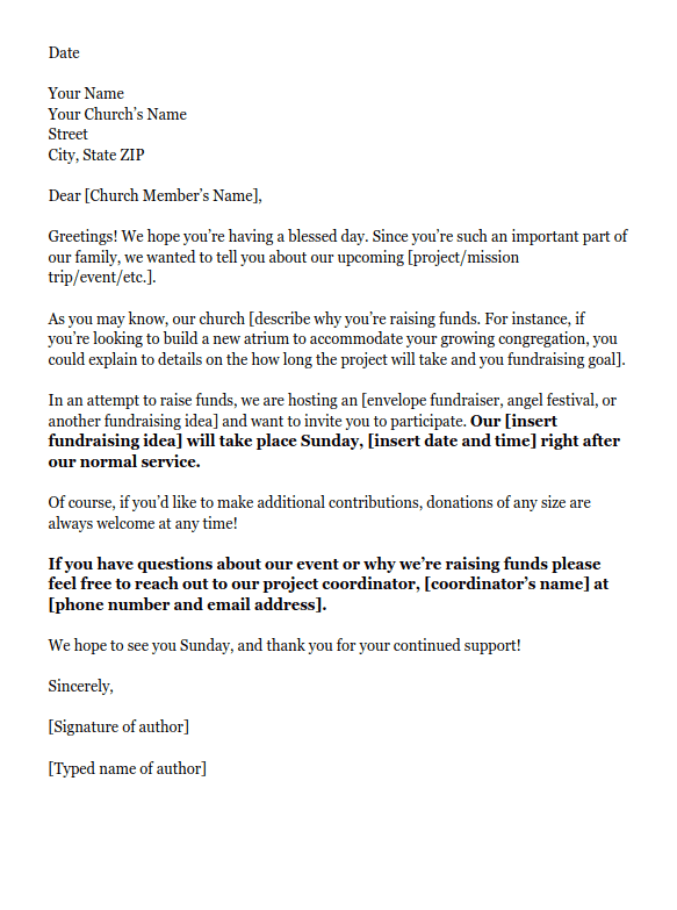 Date
Your Name
Your Church's Name
Street
City, State ZIP
Dear [Church Member's Name],
Greetings! We hope you're having a blessed day. Since you're such an important part of
our family, we wanted to tell you about our upcoming [project/mission
trip/event/etc.].
As you may know, our church [describe why you're raising funds. For instance, if
you're looking to build a new atrium to accommodate your growing congregation, you
could explain to details on the how long the project will take and you fundraising goal].
In an attempt to raise funds, we are hosting an [envelope fundraiser, angel festival, or
another fundraising idea] and want to invite you to participate. Our [insert
fundraising idea] will take place Sunday, [insert date and time] right after
our normal service.
Of course, if you'd like to make additional contributions, donations of any size are
always welcome at any time!
If you have questions about our event or why we're raising funds please
feel free to reach out to our project coordinator, [coordinator's name] at
[phone number and email address].
We hope to see you Sunday, and thank you for your continued support!
Sincerely,
[Signature of author]
[Typed name of author]